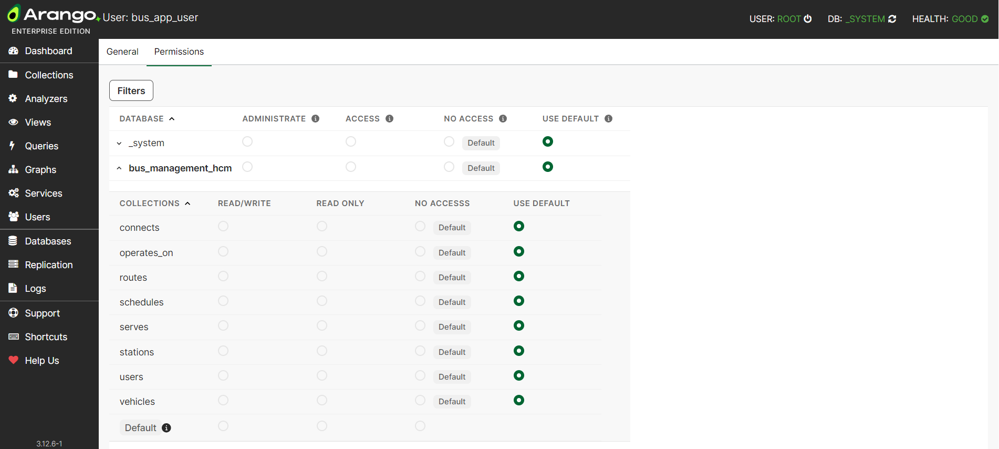 Arango
ENTERPRISE EDITION
User: bus_app_user
USER: ROOT
DB: _SYSTEM
HEALTH: GOOD
Dashboard
Collections
Analyzers
Views
Queries
Graphs
Services
Users
Databases
Replication
Logs
Support
Shortcuts
Help Us
3.12.6-1
General Permissions
Filters
DATABASE ADMINISTRATE ACCESS NO ACCESS USE DEFAULT
_system Default
bus_management_hcm Default
COLLECTIONS READ/WRITE READ ONLY NO ACCESSS USE DEFAULT
connects Default
operates_on Default
routes Default
schedules Default
serves Default
stations Default
users Default
vehicles Default
Default